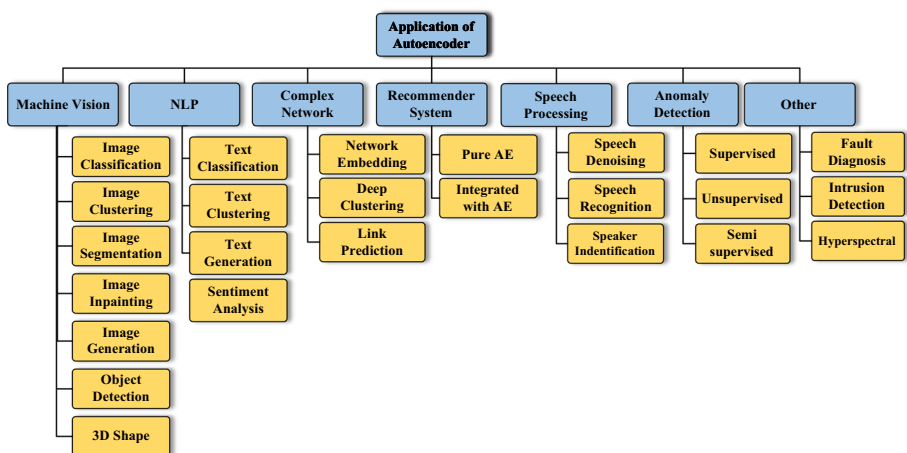 Application of
Autoencoder
Machine Vision
NLP
Complex
Network
Recommender
System
Speech
Processing
Anomaly
Detection
Other
Image
Classification
Image
Clustering
Image
Segmentation
Image
Inpainting
Image
Generation
Object
Detection
3D Shape
Text
Classification
Text
Clustering
Text
Generation
Sentiment
Analysis
Network
Embedding
Deep
Clustering
Link
Prediction
Pure AE
Integrated
with AE
Speech
Denoising
Speech
Recognition
Speaker
Indentification
Supervised
Unsupervised
Semi
supervised
Fault
Diagnosis
Intrusion
Detection
Hyperspectral